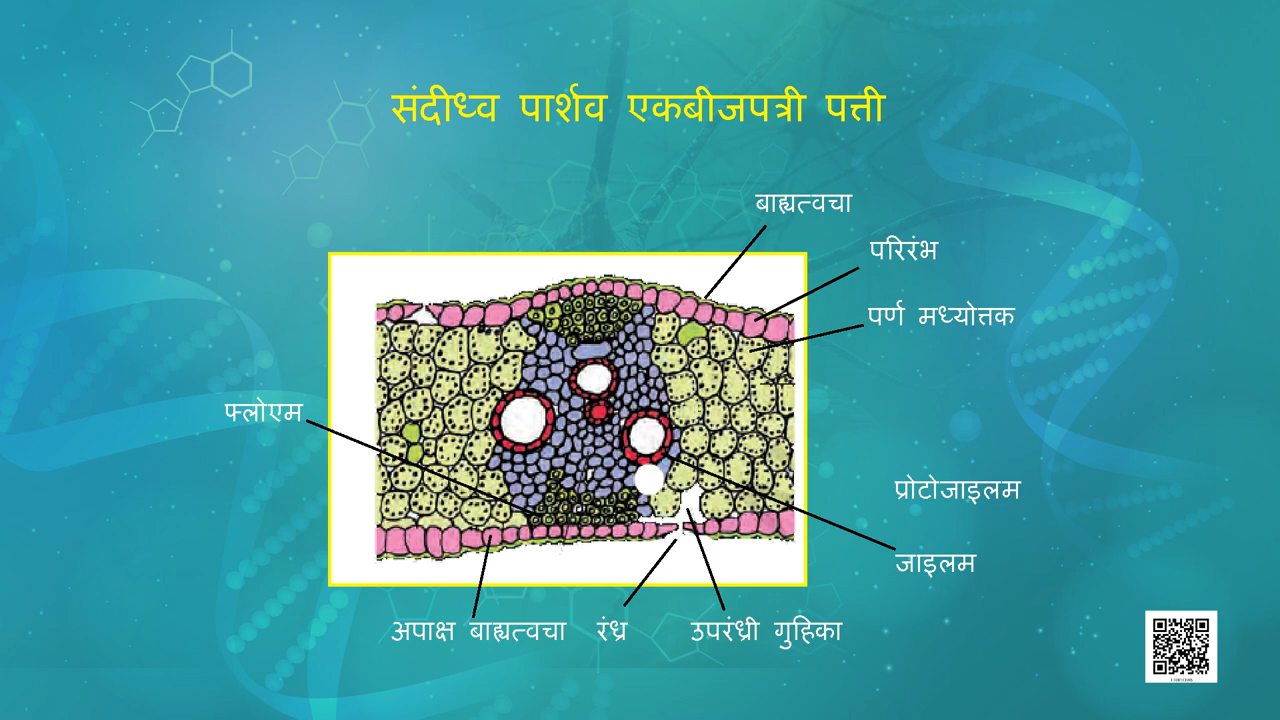 संदीध्व पार्शव एकबीजपत्री पत्ती
बाह्यत्वचा
परिरंभ
पर्ण मध्योत्तक
फ्लोएम
प्रोटोजाइलम
जाइलम
अपाक्ष बाह्यत्वचा रंध्र उपरंध्री गुहिका